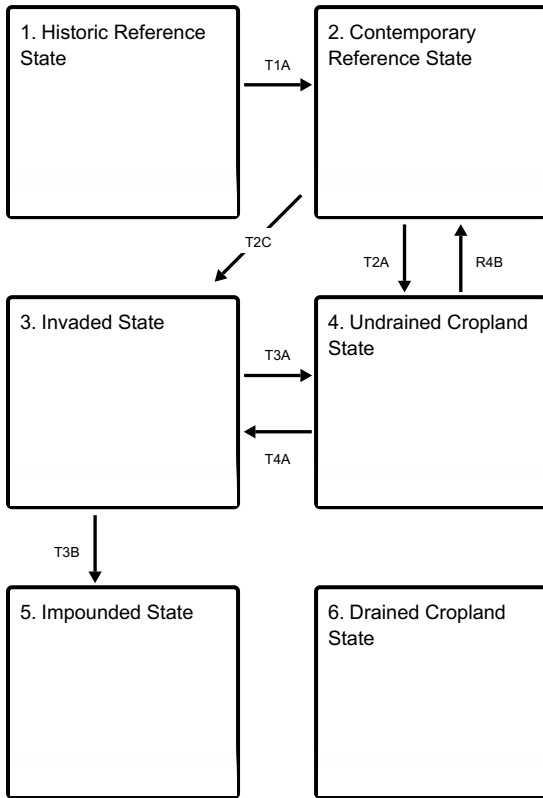 1. Historic Reference
State
T1A
2. Contemporary
Reference State
T2C
T2A
R4B
3. Invaded State
T3A
T4A
4. Undrained Cropland
State
T3B
5. Impounded State
6. Drained Cropland
State